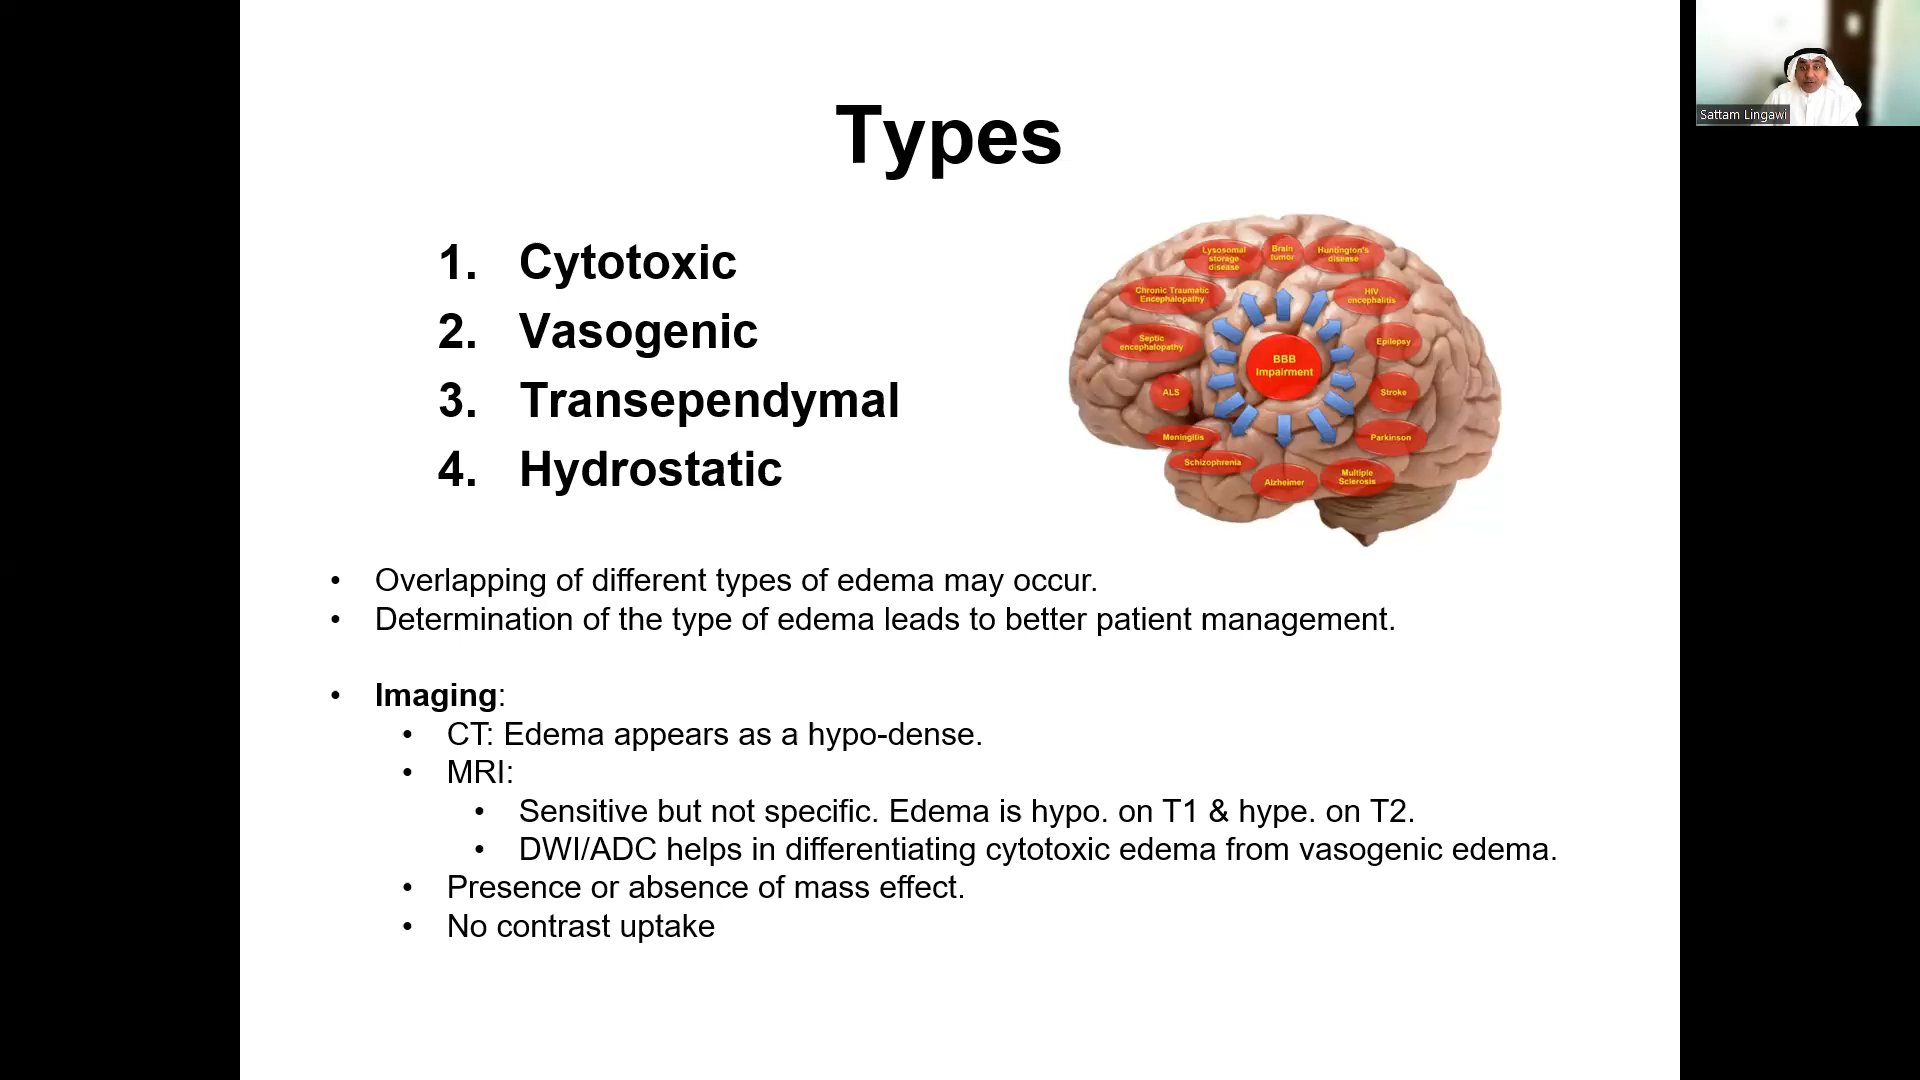 Types
1. Cytotoxic
2. Vasogenic
3. Transependymal
4. Hydrostatic
Lysosomal
storage
disease
Brain
tumor
Huntington's
disease
Chronic Traumatic
Encephalopathy
HIV
encephalitis
Septic
encephalopathy
Epilepsy
BBB
Impairment
ALS
Stroke
Meningitis
Parkinson
Schizophrenia
Alzheimer
Multiple
Sclerosis
• Overlapping of different types of edema may occur.
• Determination of the type of edema leads to better patient management.
• Imaging:
• CT: Edema appears as a hypo-dense.
• MRI:
• Sensitive but not specific. Edema is hypo. on T1 & hype. on T2.
• DWI/ADC helps in differentiating cytotoxic edema from vasogenic edema.
• Presence or absence of mass effect.
• No contrast uptake
Sattam Lingawi